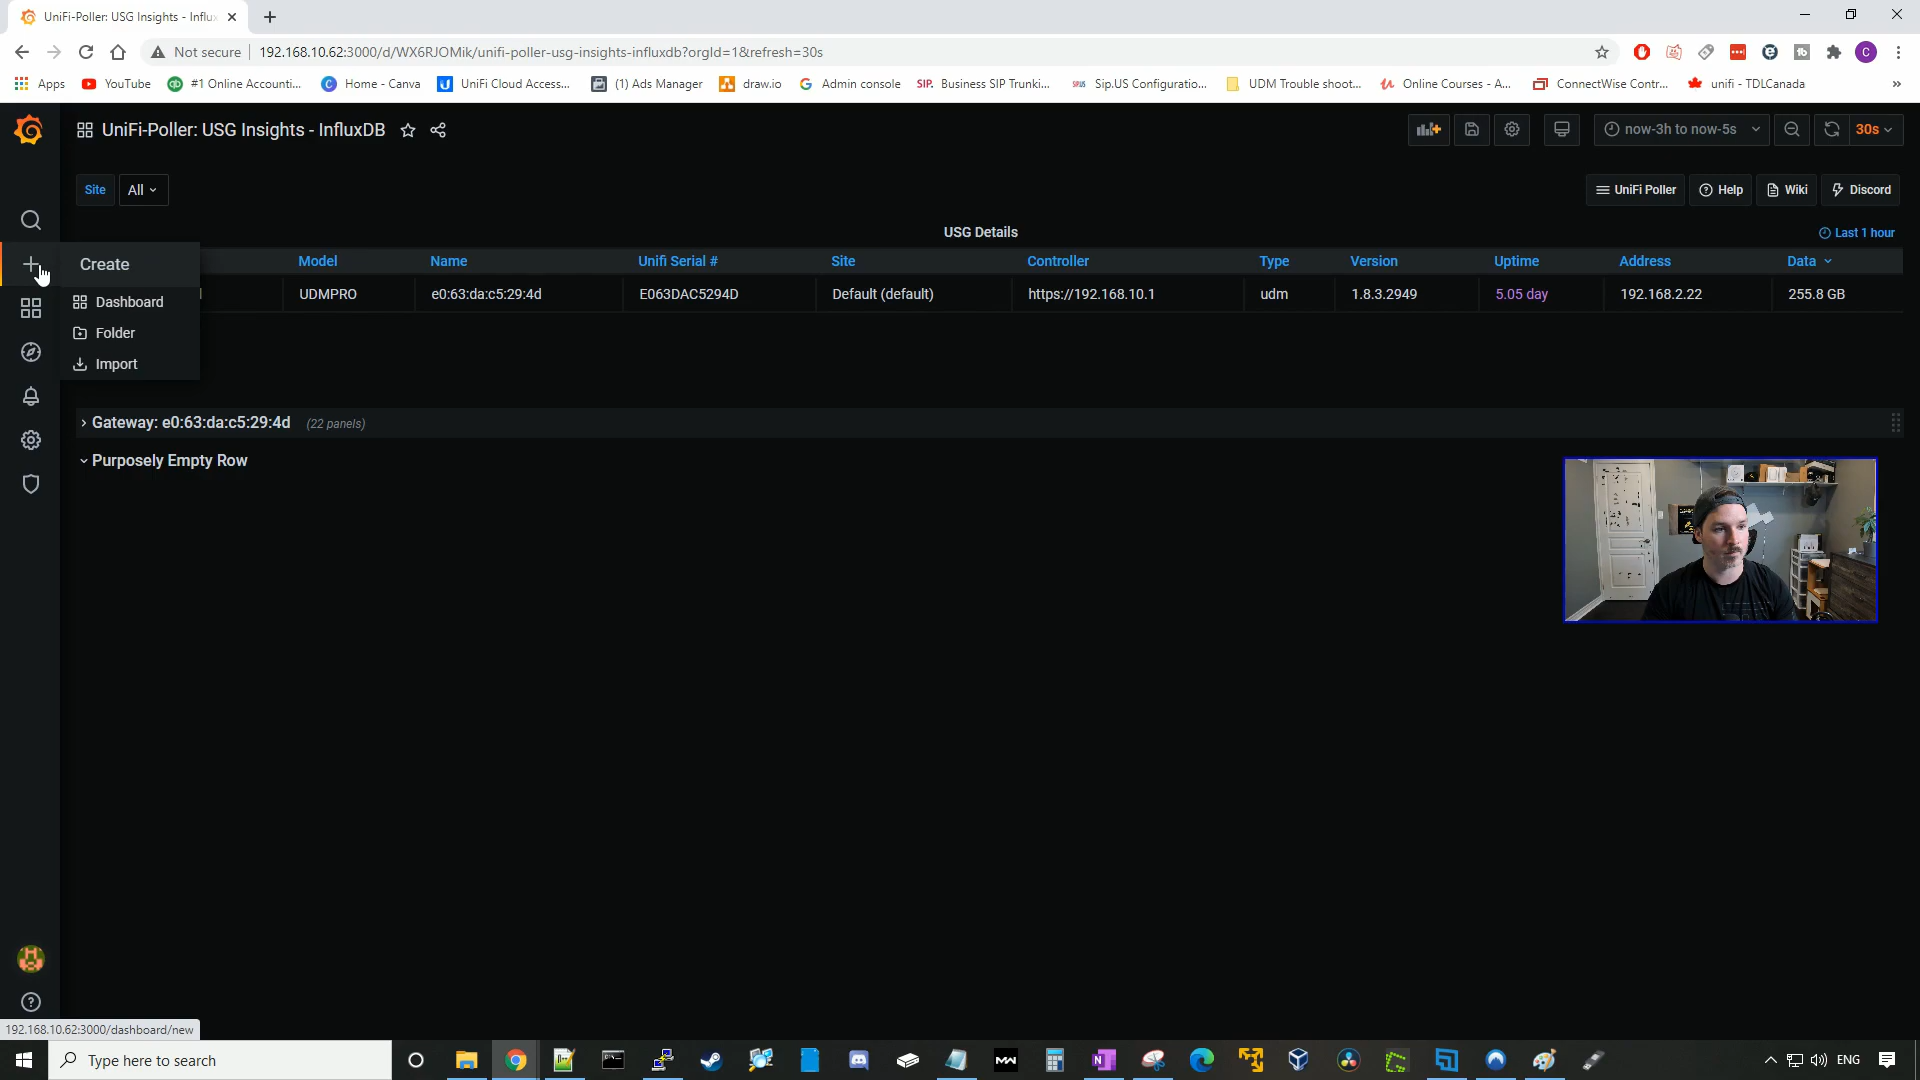 UniFi-Poller: USG Insights - Influx
Not secure 192.168.10.62:3000/d/WX6RJOMik/unifi-poller-usg-insights-influxdb?orgId=1&refresh=30s
Apps YouTube #1 Online Accounti... Home - Canva UniFi Cloud Access... (1) Ads Manager draw.io Admin console SIP. Business SIP Trunki... Sip.US Configuratio... UDM Trouble shoot... Online Courses - A... ConnectWise Contr... unifi - TDLCanada »
UniFi-Poller: USG Insights - InfluxDB now-3h to now-5s 30s
Site All UniFi Poller Help Wiki Discord
USG Details Last 1 hour
Create Model Name Unifi Serial # Site Controller Type Version Uptime Address Data
UDMPRO e0:63:da:c5:29:4d E063DAC5294D Default (default) https://192.168.10.1 udm 1.8.3.2949 5.05 day 192.168.2.22 255.8 GB
Dashboard
Folder
Import
Gateway: e0:63:da:c5:29:4d (22 panels)
Purposely Empty Row
192.168.10.62:3000/dashboard/new
Type here to search ENG